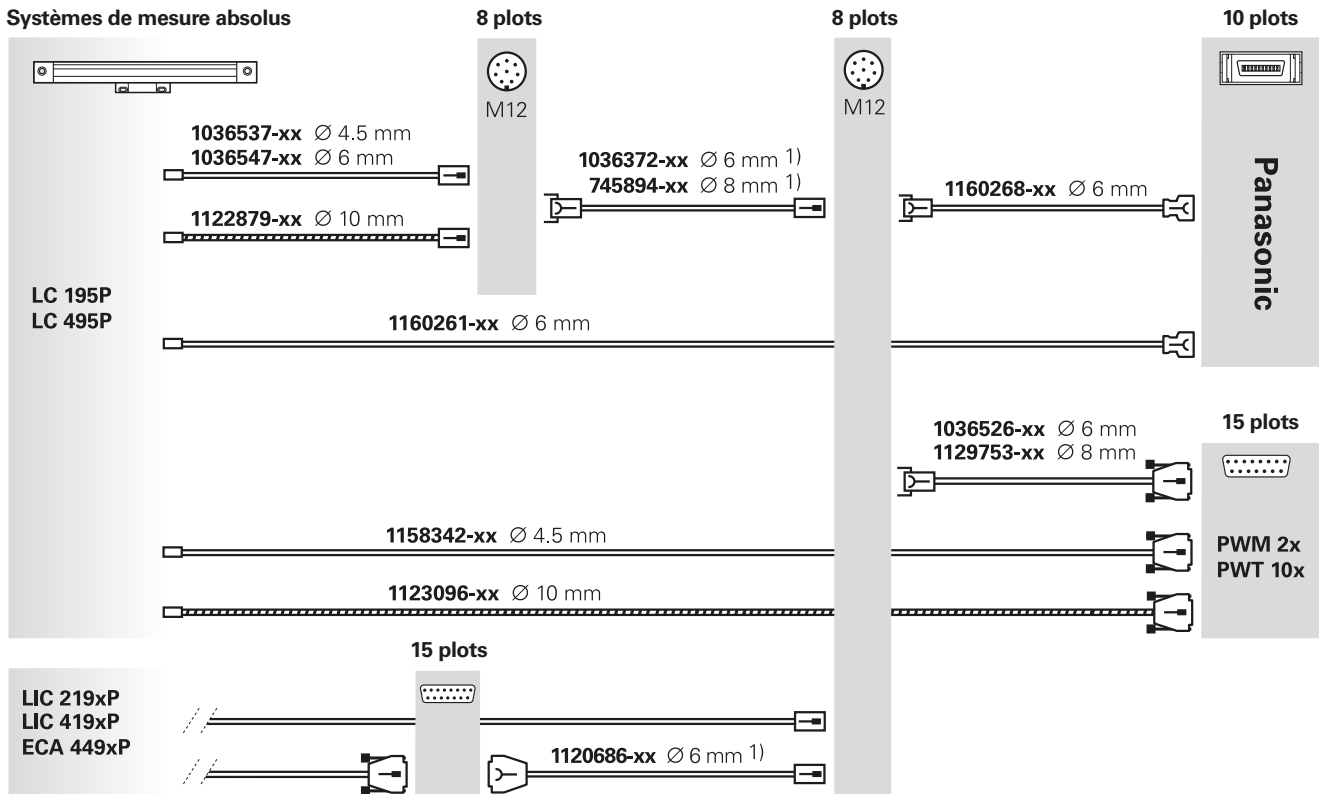 Systèmes de mesure absolus
8 plots
8 plots
10 plots
M12
M12
1036537-xx Ø 4.5 mm
1036547-xx Ø 6 mm
1036372-xx Ø 6 mm 1)
745894-xx Ø 8 mm 1)
1160268-xx Ø 6 mm
Panasonic
1122879-xx Ø 10 mm
LC 195P
LC 495P
1160261-xx Ø 6 mm
15 plots
1036526-xx Ø 6 mm
1129753-xx Ø 8 mm
1158342-xx Ø 4.5 mm
PWM 2x
PWT 10x
1123096-xx Ø 10 mm
15 plots
LIC 219xP
LIC 419xP
ECA 449xP
1120686-xx Ø 6 mm 1)